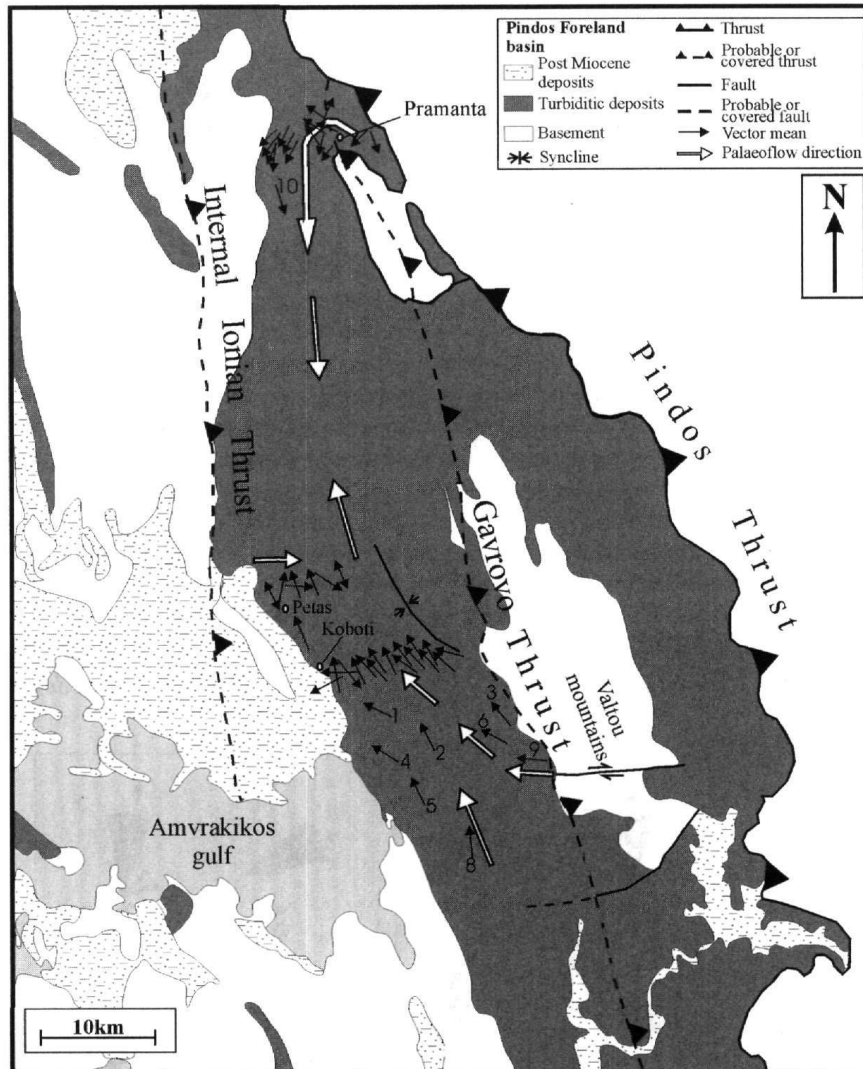 Pindos Foreland
basin
Post Miocene
deposits
Turbiditic deposits
Basement
Syncline
Thrust
Probable or
covered thrust
Fault
Probable or
covered fault
Vector mean
Palaeoflow direction
N
Pramanta
10
Internal Ionian Thrust
Pindos Thrust
Gavrovo Thrust
Petas
Koboti
Valtou
mountains
3
1
6
2
9
4
5
8
Amvrakikos
gulf
10km